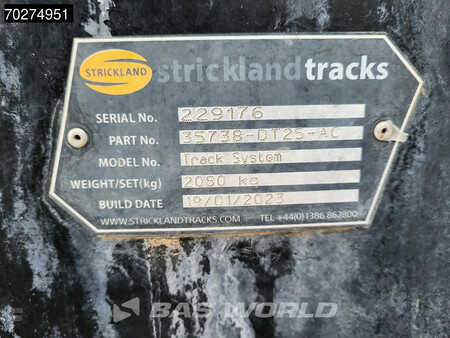 70274951
STRICKLAND stricklandtracks
SERIAL No. 229176
PART No. 35738-DT25-AC
MODEL No. Track System
WEIGHT/SET(kg) 2080 kg
BUILD DATE 19/01/2023
WWW.STRICKLANDTRACKS.COM TEL +44(0)1386 862800
BAS WORLD